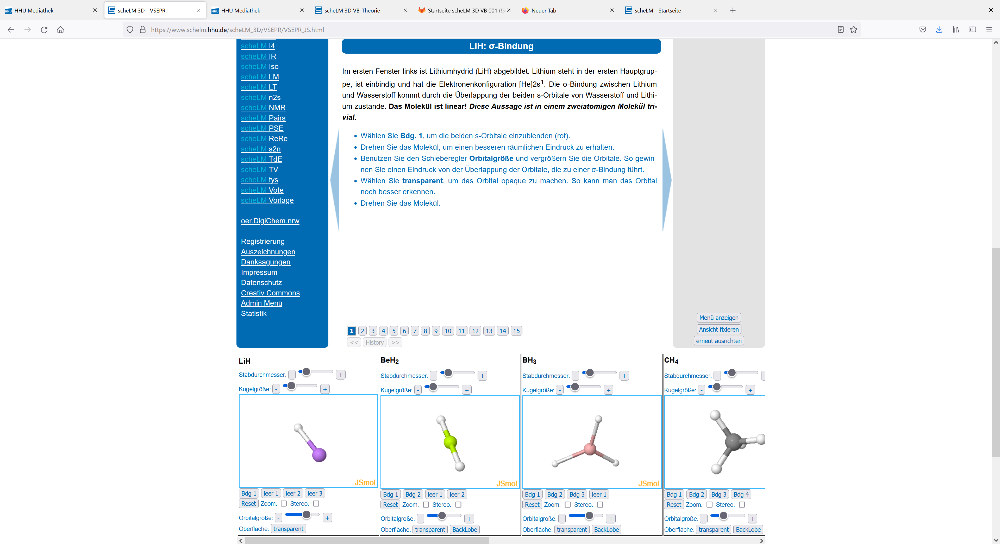 HHU Mediathek
scheLM 3D - VSEPR
HHU Mediathek
scheLM 3D VB-Theorie
Startseite scheLM 3D VB 001 (!5
Neuer Tab
scheLM - Startseite
https://www.schelm.hhu.de/scheLM_3D/VSEPR/VSEPR_JS.html
scheLM I4
scheLM IR
scheLM Iso
scheLM LM
scheLM LT
scheLM n2s
scheLM NMR
scheLM Pairs
scheLM PSE
scheLM ReRe
scheLM s2n
scheLM TdE
scheLM TV
scheLM tys
scheLM Vote
scheLM Vorlage
oer.DigiChem.nrw
Registrierung
Auszeichnungen
Danksagungen
Impressum
Datenschutz
Creativ Commons
Admin Menü
Statistik
LiH: σ-Bindung
Im ersten Fenster links ist Lithiumhydrid (LiH) abgebildet. Lithium steht in der ersten Hauptgrup-
pe, ist einbindig und hat die Elektronenkonfiguration [He]2s¹. Die σ-Bindung zwischen Lithium
und Wasserstoff kommt durch die Überlappung der beiden s-Orbitale von Wasserstoff und Lithi-
um zustande. Das Molekül ist linear! Diese Aussage ist in einem zweiatomigen Molekül tri-
vial.
• Wählen Sie Bdg. 1, um die beiden s-Orbitale einzublenden (rot).
• Drehen Sie das Molekül, um einen besseren räumlichen Eindruck zu erhalten.
• Benutzen Sie den Schieberegler Orbitalgröße und vergrößern Sie die Orbitale. So gewin-
nen Sie einen Eindruck von der Überlappung der Orbitale, die zu einer σ-Bindung führt.
• Wählen Sie transparent, um das Orbital opaque zu machen. So kann man das Orbital
noch besser erkennen.
• Drehen Sie das Molekül.
1 2 3 4 5 6 7 8 9 10 11 12 13 14 15
<< History >>
Menü anzeigen
Ansicht fixieren
erneut ausrichten
LiH
Stabdurchmesser: - +
Kugelgröße: - +
JSmol
Bdg 1 leer 1 leer 2 leer 3
Reset Zoom: Stereo:
Orbitalgröße: - +
Oberfläche: transparent
BeH₂
Stabdurchmesser: - +
Kugelgröße: - +
JSmol
Bdg 1 Bdg 2 leer 1 leer 2
Reset Zoom: Stereo:
Orbitalgröße: - +
Oberfläche: transparent BackLobe
BH₃
Stabdurchmesser: - +
Kugelgröße: - +
JSmol
Bdg 1 Bdg 2 Bdg 3 leer 1
Reset Zoom: Stereo:
Orbitalgröße: - +
Oberfläche: transparent BackLobe
CH₄
Stabdurchmesser: -
Kugelgröße: - +
Bdg 1 Bdg 2 Bdg 3 Bdg 4
Reset Zoom: Stereo:
Orbitalgröße: - +
Oberfläche: transparent BackLobe